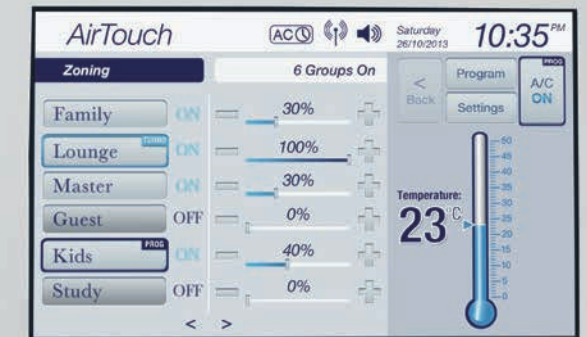 AirTouch AC Saturday 26/10/2013 10:35 PM
Zoning 6 Groups On
< Back
Program
Settings
PROG A/C ON
Family ON 30%
Lounge TURBO ON 100%
Master ON 30%
Guest OFF 0%
Kids PROG ON 40%
Study OFF 0%
< >
Temperature:
23°C
50
45
40
35
30
25
20
15
10
5
0